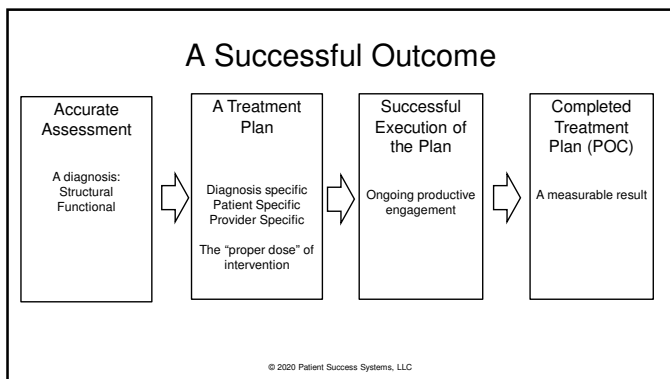 A Successful Outcome
Accurate
Assessment
A diagnosis:
Structural
Functional
A Treatment
Plan
Diagnosis specific
Patient Specific
Provider Specific
The “proper dose” of
intervention
Successful
Execution of
the Plan
Ongoing productive
engagement
Completed
Treatment
Plan (POC)
A measurable result
© 2020 Patient Success Systems, LLC